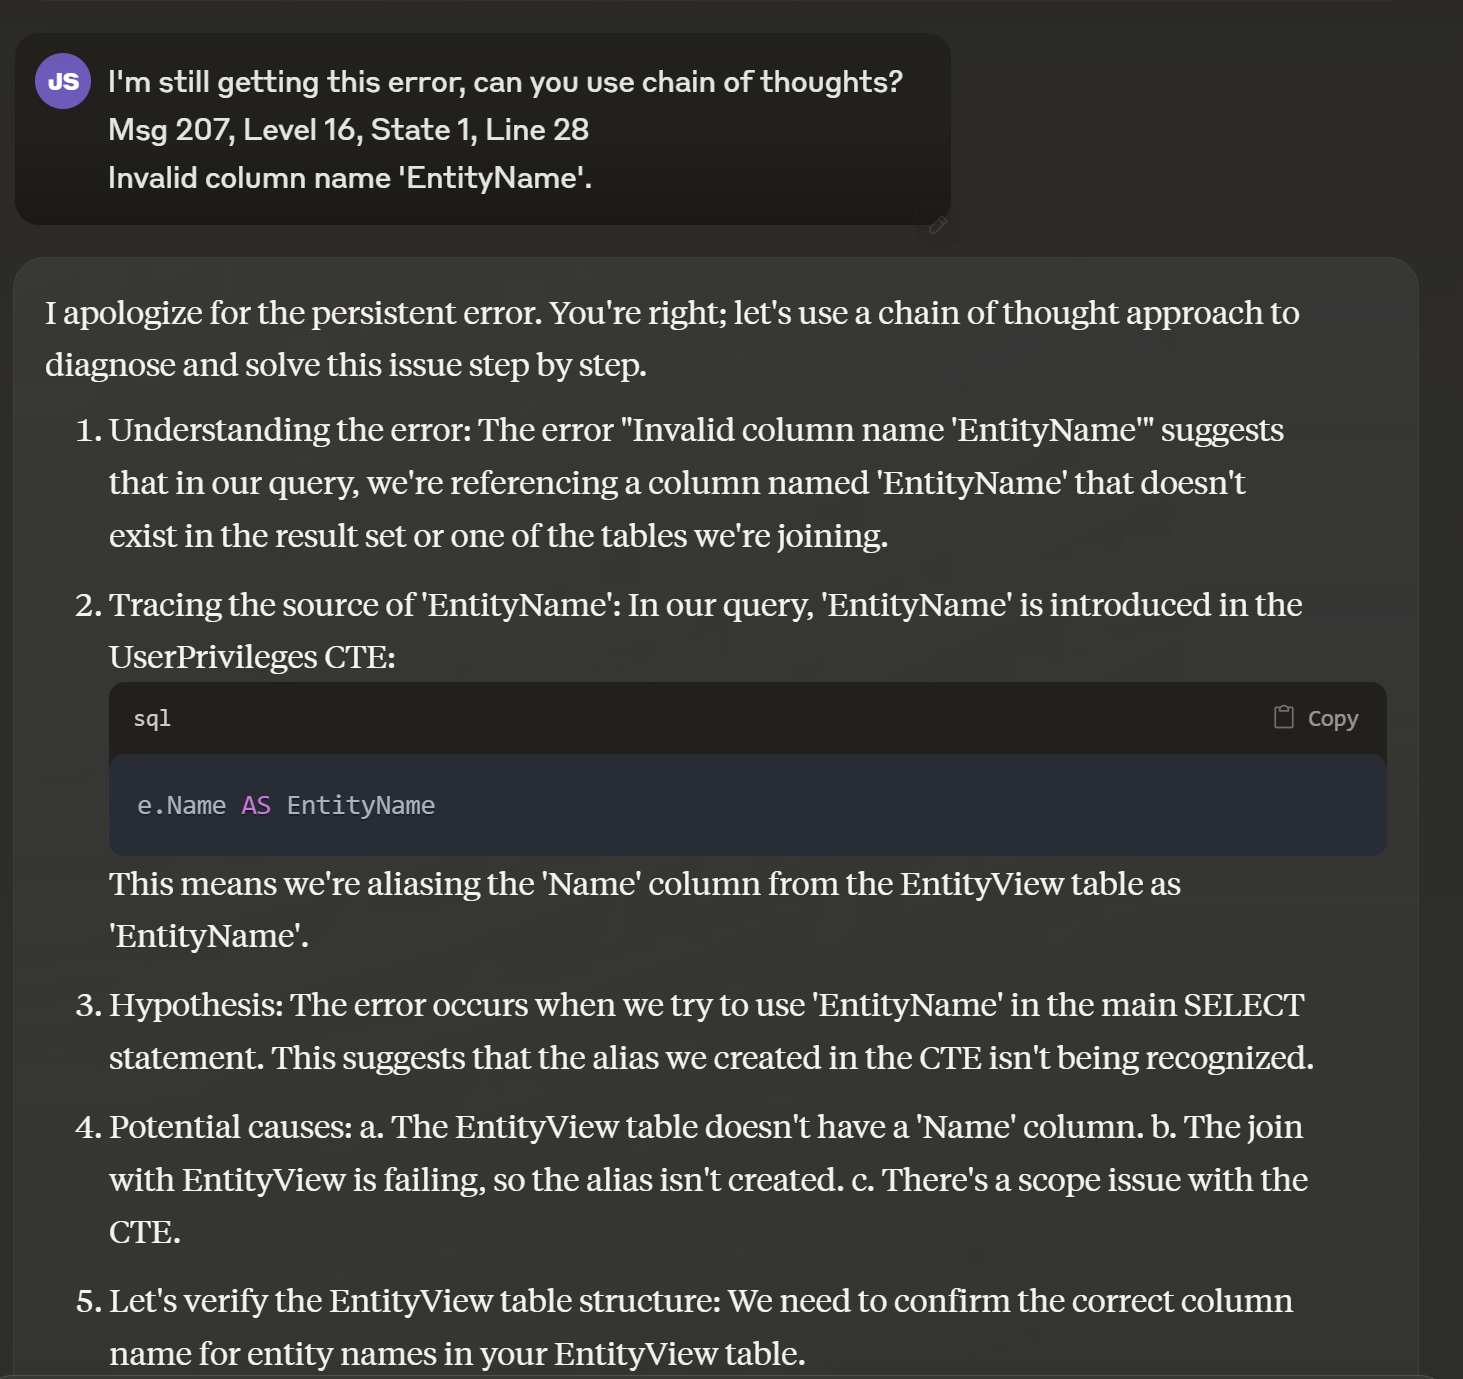 JS
I'm still getting this error, can you use chain of thoughts?
Msg 207, Level 16, State 1, Line 28
Invalid column name 'EntityName'.
I apologize for the persistent error. You're right; let's use a chain of thought approach to
diagnose and solve this issue step by step.
1. Understanding the error: The error "Invalid column name 'EntityName'" suggests
that in our query, we're referencing a column named 'EntityName' that doesn't
exist in the result set or one of the tables we're joining.
2. Tracing the source of 'EntityName': In our query, 'EntityName' is introduced in the
UserPrivileges CTE:
sql
Copy
e.Name AS EntityName
This means we're aliasing the 'Name' column from the EntityView table as
'EntityName'.
3. Hypothesis: The error occurs when we try to use 'EntityName' in the main SELECT
statement. This suggests that the alias we created in the CTE isn't being recognized.
4. Potential causes: a. The EntityView table doesn't have a 'Name' column. b. The join
with EntityView is failing, so the alias isn't created. c. There's a scope issue with the
CTE.
5. Let's verify the EntityView table structure: We need to confirm the correct column
name for entity names in your EntityView table.